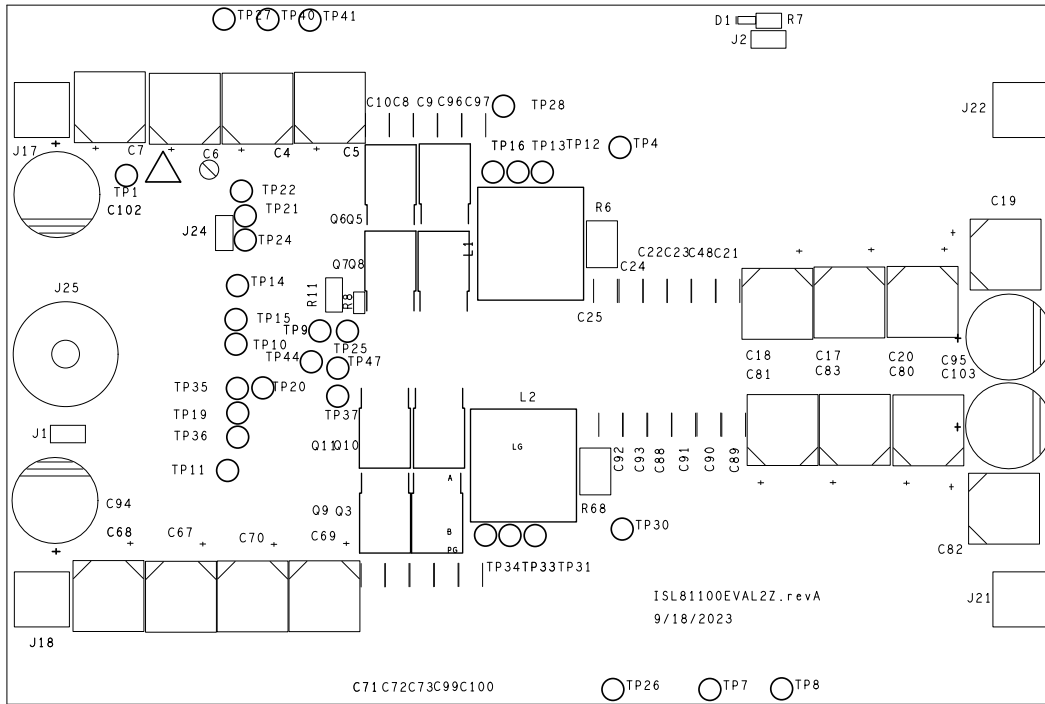 TP27 TP40 TP41
D1 R7
J2
J17 C7 C6 C4 C5
C10 C8 C9 C96 C97 TP28
J22
TP16 TP13 TP12 TP4
TP1
C102
TP22
TP21
J24
TP24
Q6 Q5
L1
R6
C19
Q7 Q8
C24 C22 C23 C48 C21
TP14
J25
R11 R8
C25
TP15 TP9
TP10 TP25
TP44 TP47
C18 C17 C20 C95
C81 C83 C80 C103
TP35 TP20
TP37
L2
TP19
J1 TP36
Q11 Q10
LG
TP11
C92 C93 C88 C91 C90 C89
A
C94
Q9 Q3
R68
B
PG
TP30
C68 C67 C70 C69
C82
TP34 TP33 TP31
ISL81100EVAL2Z.revA
9/18/2023
J21
J18
C71 C72 C73 C99 C100
TP26 TP7 TP8